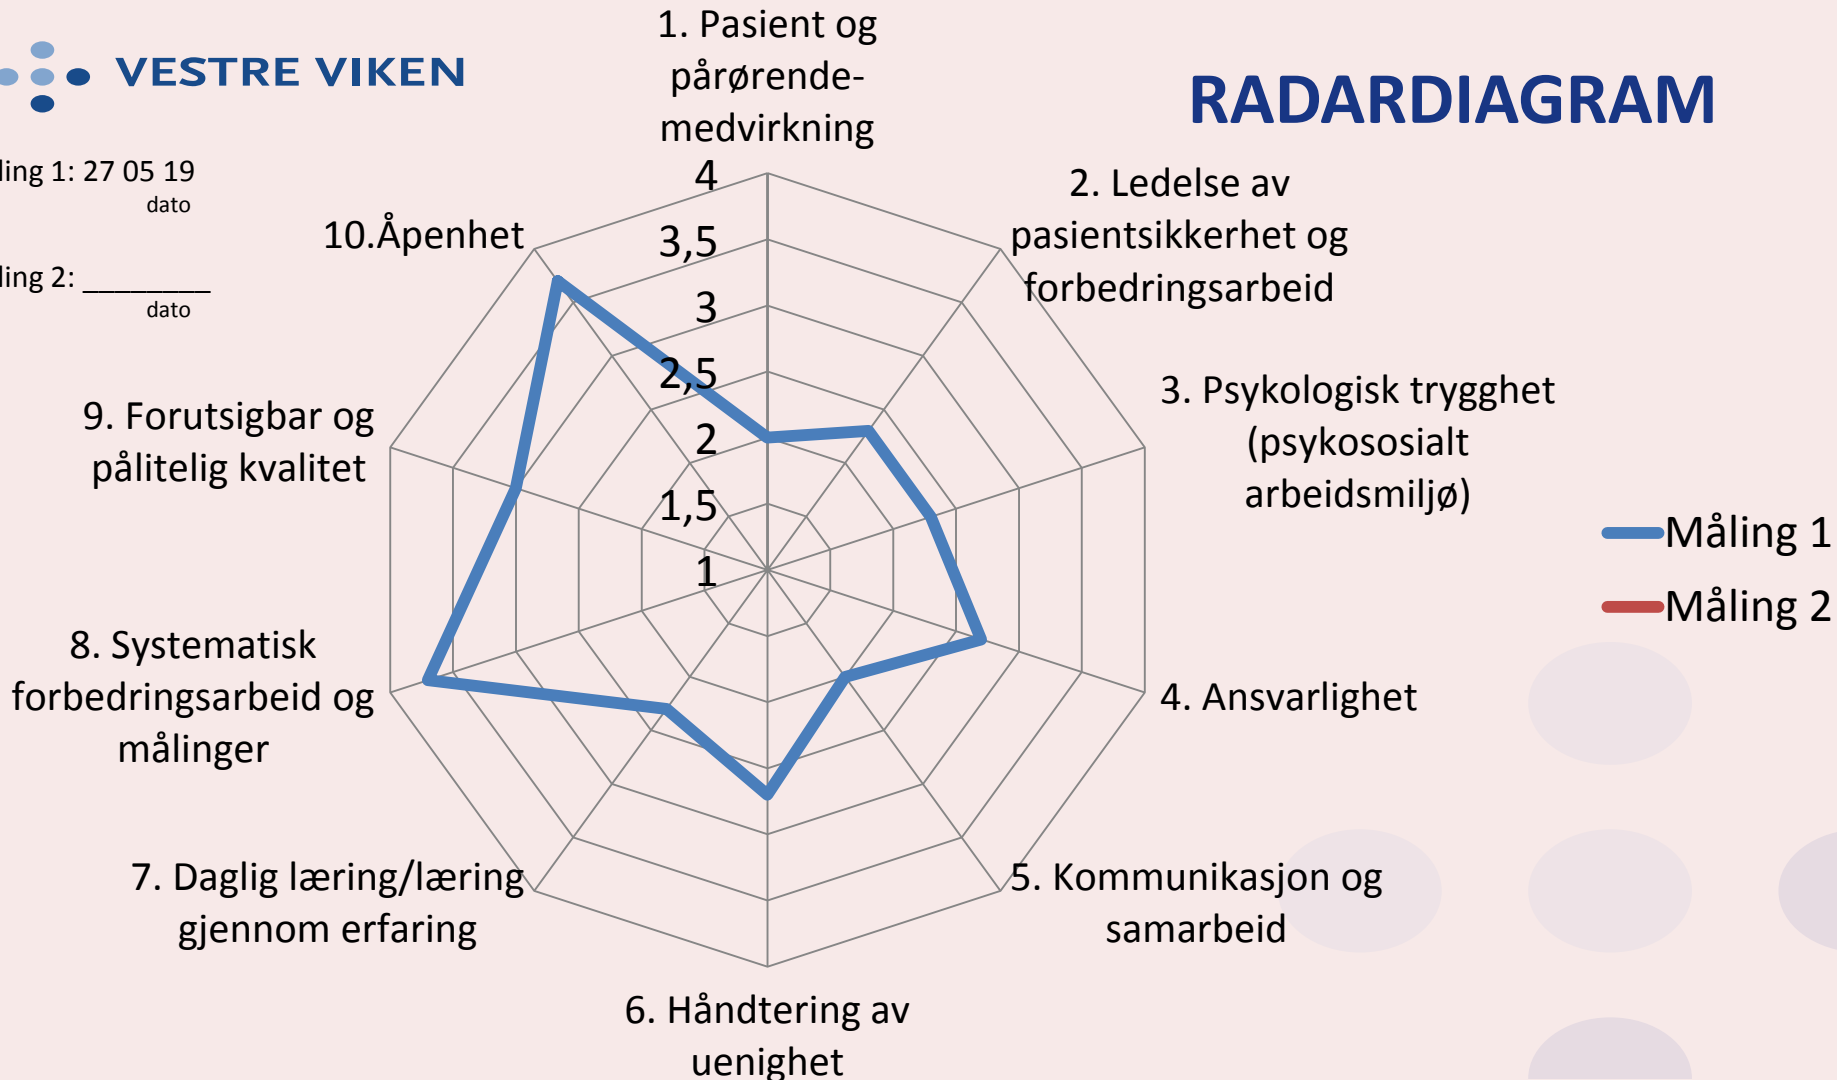 VESTRE VIKEN
RADARDIAGRAM
ling 1: 27 05 19
dato
ling 2: ________
dato
1. Pasient og
pårørende-
medvirkning
2. Ledelse av
pasientsikkerhet og
forbedringsarbeid
3. Psykologisk trygghet
(psykososialt
arbeidsmiljø)
4. Ansvarlighet
5. Kommunikasjon og
samarbeid
6. Håndtering av
uenighet
7. Daglig læring/læring
gjennom erfaring
8. Systematisk
forbedringsarbeid og
målinger
9. Forutsigbar og
pålitelig kvalitet
10.Åpenhet
4
3,5
3
2,5
2
1,5
1
Måling 1
Måling 2